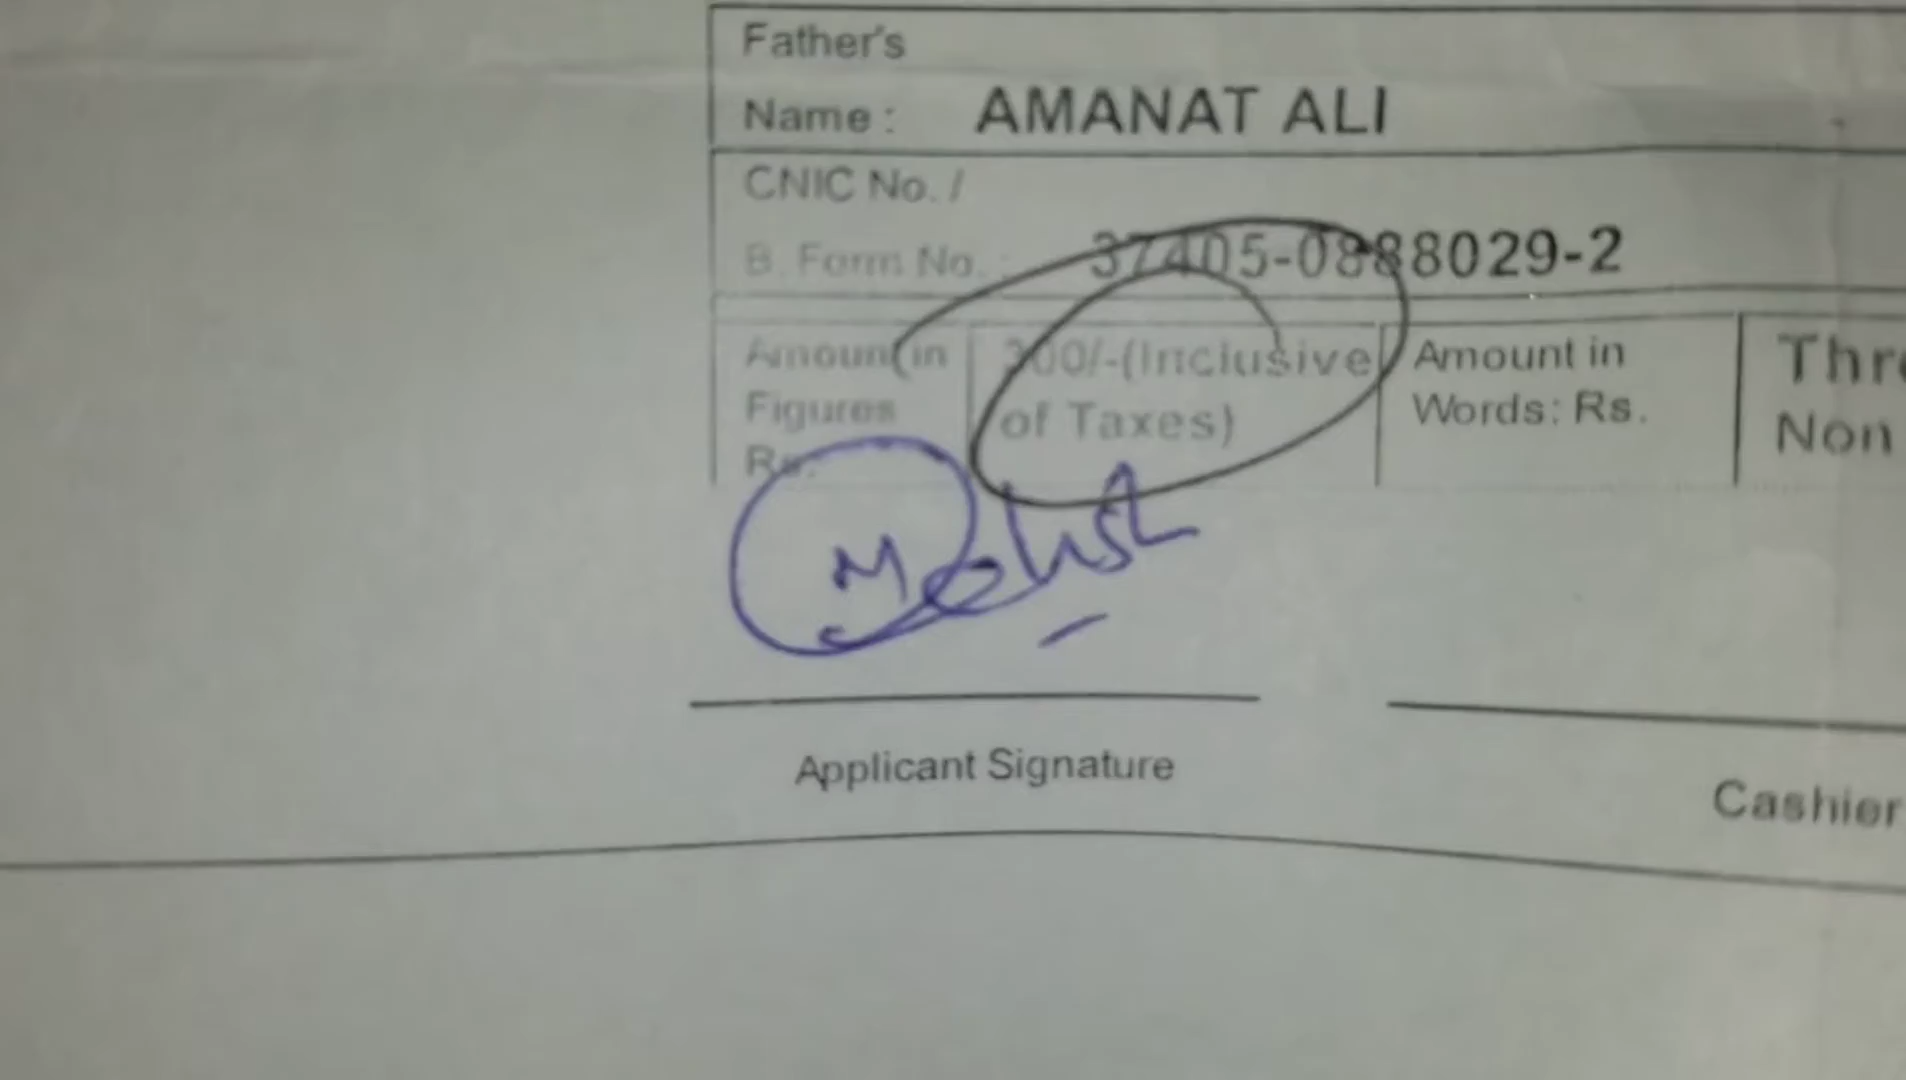 Father's
Name : AMANAT ALI
CNIC No. /
B. Form No. : 37405-0888029-2
Amount in 300/-(Inclusive Amount in
Figures of Taxes) Words: Rs. Non
Rs.
Applicant Signature
Cashier